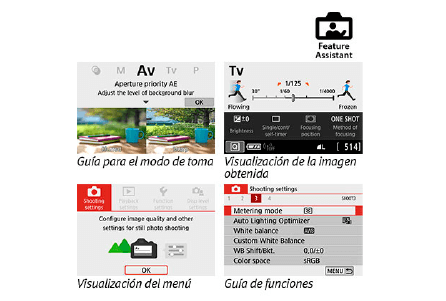 Feature
Assistant
M Av Tv P
Aperture priority AE
Adjust the level of background blur
OK
Guía para el modo de toma
Tv
1/125
30" 1/60 1/4000
Flowing Frozen
±0 ONE SHOT
Brightness Single/cont/ self-timer Focusing position Method of focusing
Q L [ 514]
Visualización de la imagen
obtenida
Shooting settings Function settings
Configure image quality and other
settings for still photo shooting
OK
Visualización del menú
Shooting settings
1 2 3 4 SHOOT3
Metering mode
Auto Lighting Optimizer
White balance AWB
Custom White Balance
WB Shift/Bkt. 0,0/±0
Color space sRGB
MENU
Guía de funciones